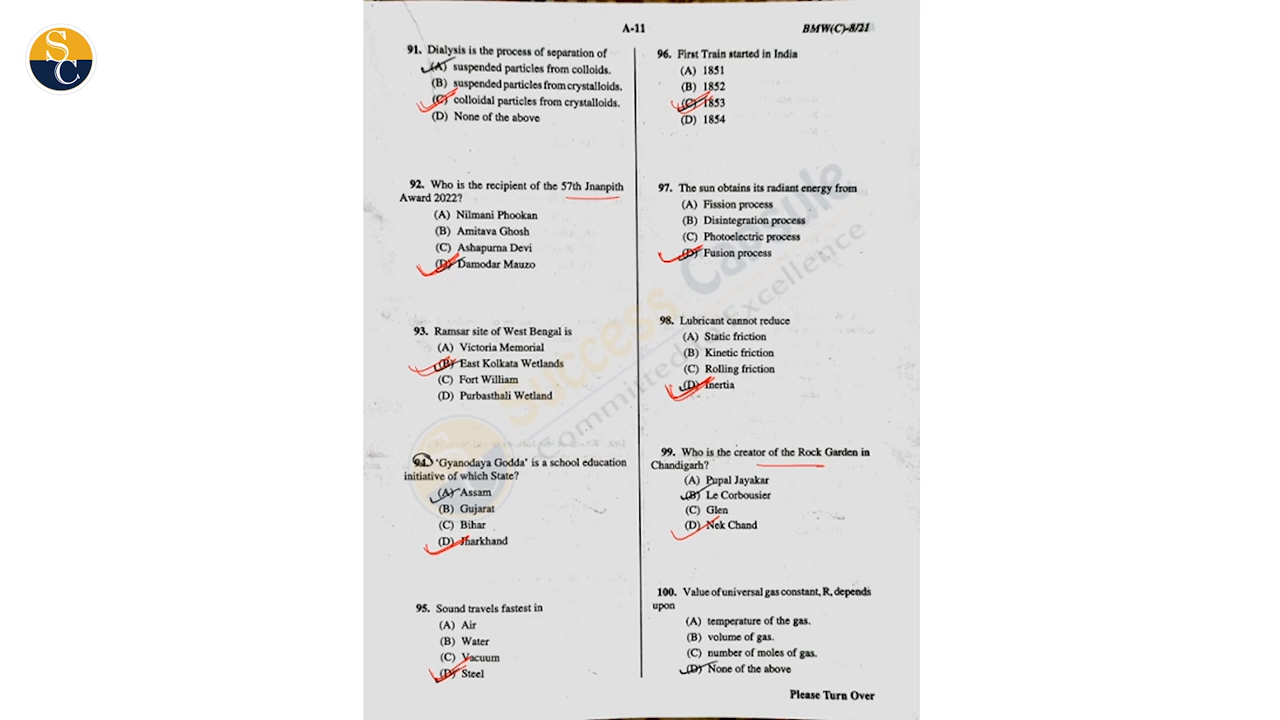 SC
A-11
BMW(C)-8/21
91. Dialysis is the process of separation of
(A) suspended particles from colloids.
(B) suspended particles from crystalloids.
(C) colloidal particles from crystalloids.
(D) None of the above
92. Who is the recipient of the 57th Jnanpith
Award 2022?
(A) Nilmani Phookan
(B) Amitava Ghosh
(C) Ashapurna Devi
(D) Damodar Mauzo
93. Ramsar site of West Bengal is
(A) Victoria Memorial
(B) East Kolkata Wetlands
(C) Fort William
(D) Purbasthali Wetland
94. 'Gyanodaya Godda' is a school education
initiative of which State?
(A) Assam
(B) Gujarat
(C) Bihar
(D) Jharkhand
95. Sound travels fastest in
(A) Air
(B) Water
(C) Vacuum
(D) Steel
96. First Train started in India
(A) 1851
(B) 1852
(C) 1853
(D) 1854
97. The sun obtains its radiant energy from
(A) Fission process
(B) Disintegration process
(C) Photoelectric process
(D) Fusion process
98. Lubricant cannot reduce
(A) Static friction
(B) Kinetic friction
(C) Rolling friction
(D) Inertia
99. Who is the creator of the Rock Garden in
Chandigarh?
(A) Pupal Jayakar
(B) Le Corbousier
(C) Glen
(D) Nek Chand
100. Value of universal gas constant, R, depends
upon
(A) temperature of the gas.
(B) volume of gas.
(C) number of moles of gas.
(D) None of the above
Please Turn Over
Success Capsule
Committed to Excellence